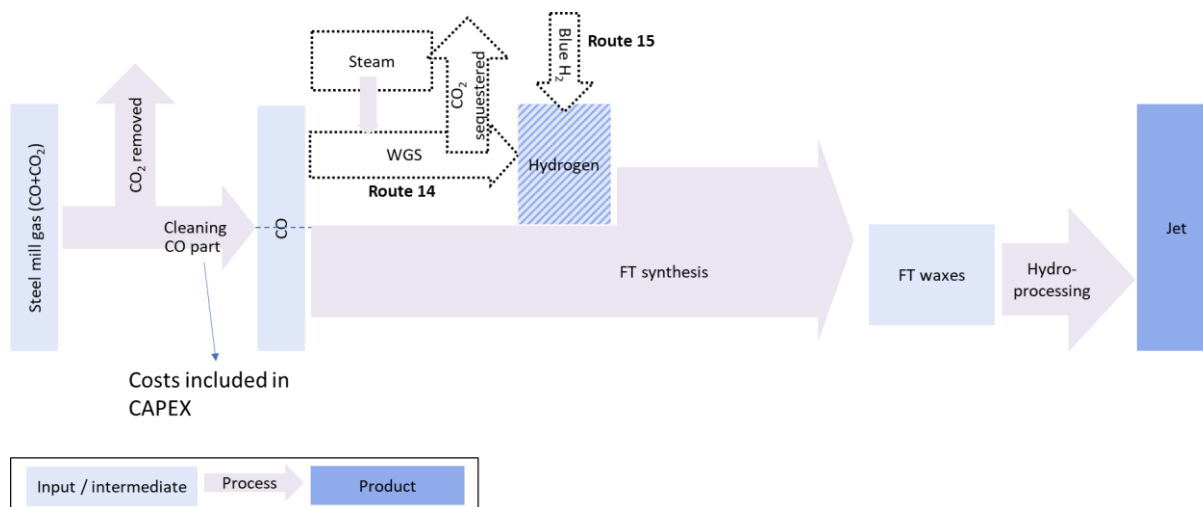 Steel mill gas (CO+CO₂)
CO₂ removed
Cleaning
CO part
Costs included in
CAPEX
CO
Steam
CO₂
sequestered
WGS
Route 14
Blue H₂
Route 15
Hydrogen
FT synthesis
FT waxes
Hydro-
processing
Jet
Input / intermediate
Process
Product